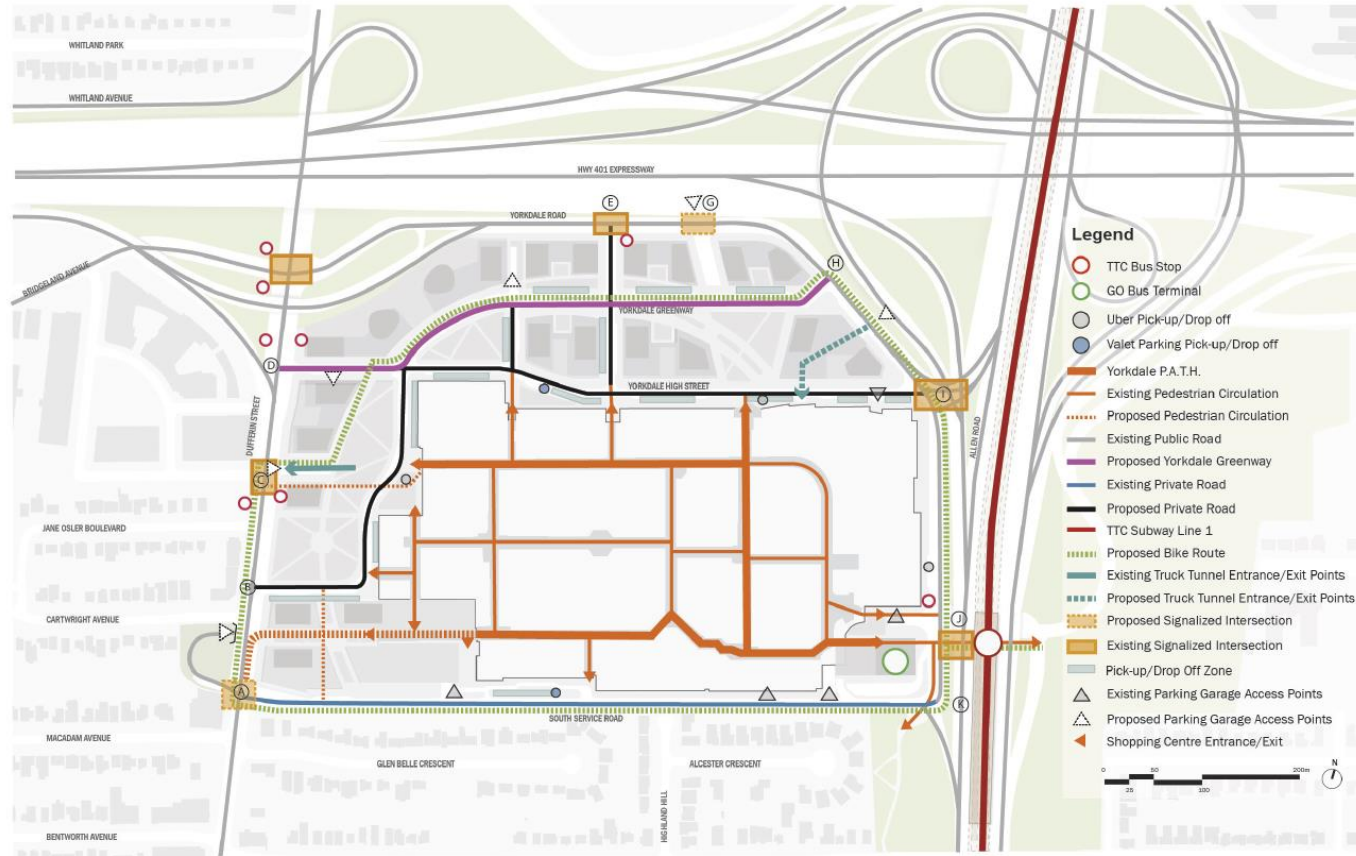 WHITLAND PARK
WHITLAND AVENUE
HWY 401 EXPRESSWAY
E
G
YORKDALE ROAD
BRIDGELAND AVENUE
H
YORKDALE GREENWAY
D
YORKDALE HIGH STREET
I
DUFFERIN STREET
ALLEN ROAD
C
JANE OSLER BOULEVARD
B
CARTWRIGHT AVENUE
J
A
K
SOUTH SERVICE ROAD
MACADAM AVENUE
GLEN BELLE CRESCENT
ALCESTER CRESCENT
HIGHLAND HILL
BENTWORTH AVENUE
Legend
TTC Bus Stop
GO Bus Terminal
Uber Pick-up/Drop off
Valet Parking Pick-up/Drop off
Yorkdale P.A.T.H.
Existing Pedestrian Circulation
Proposed Pedestrian Circulation
Existing Public Road
Proposed Yorkdale Greenway
Existing Private Road
Proposed Private Road
TTC Subway Line 1
Proposed Bike Route
Existing Truck Tunnel Entrance/Exit Points
Proposed Truck Tunnel Entrance/Exit Points
Proposed Signalized Intersection
Existing Signalized Intersection
Pick-up/Drop Off Zone
Existing Parking Garage Access Points
Proposed Parking Garage Access Points
Shopping Centre Entrance/Exit
0 50 200m
25 100
N